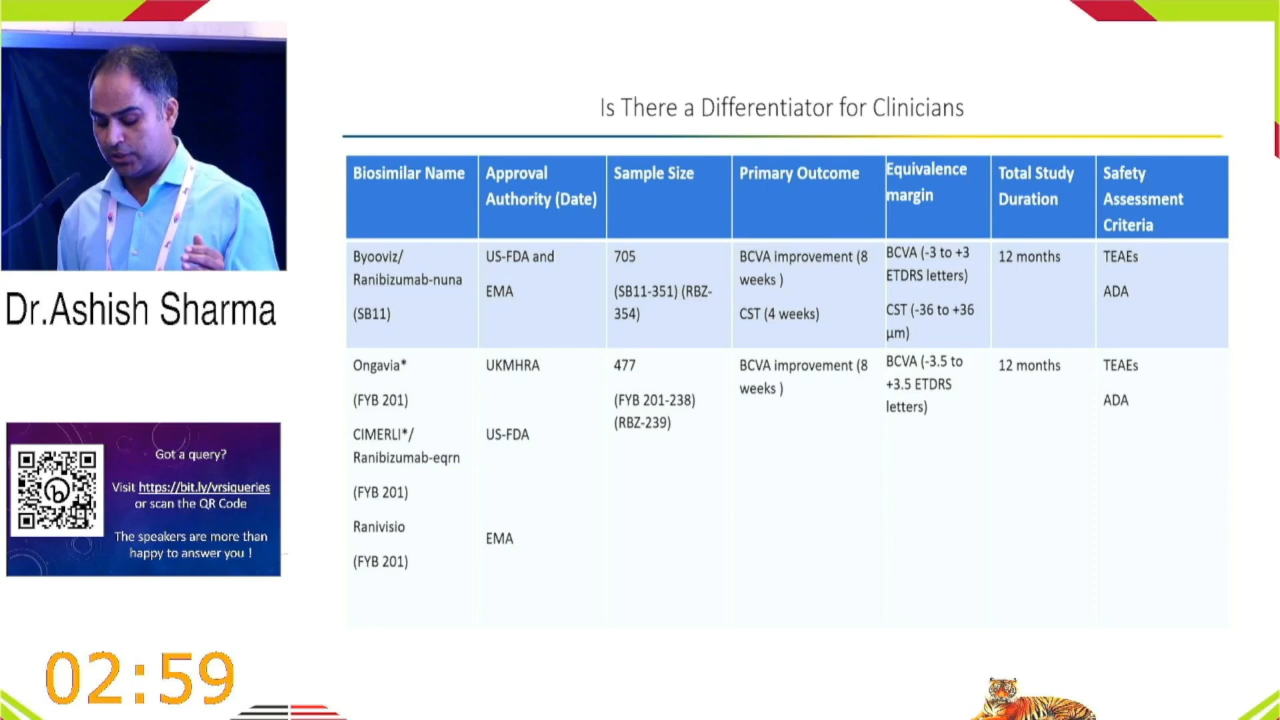 Is There a Differentiator for Clinicians
Biosimilar Name
Approval
Authority (Date)
Sample Size
Primary Outcome
Equivalence
margin
Total Study
Duration
Safety
Assessment
Criteria
Byooviz/
Ranibizumab-nuna
(SB11)
US-FDA and
EMA
705
(SB11-351) (RBZ-
354)
BCVA improvement (8
weeks )
CST (4 weeks)
BCVA (-3 to +3
ETDRS letters)
CST (-36 to +36
µm)
12 months
TEAEs
ADA
Ongavia*
(FYB 201)
CIMERLI*/
Ranibizumab-eqrn
(FYB 201)
Ranivisio
(FYB 201)
UKMHRA
US-FDA
EMA
477
(FYB 201-238)
(RBZ-239)
BCVA improvement (8
weeks )
BCVA (-3.5 to
+3.5 ETDRS
letters)
12 months
TEAEs
ADA
Dr.Ashish Sharma
Got a query?
Visit https://bit.ly/vrsiqueries
or scan the QR Code
The speakers are more than
happy to answer you !
02:59